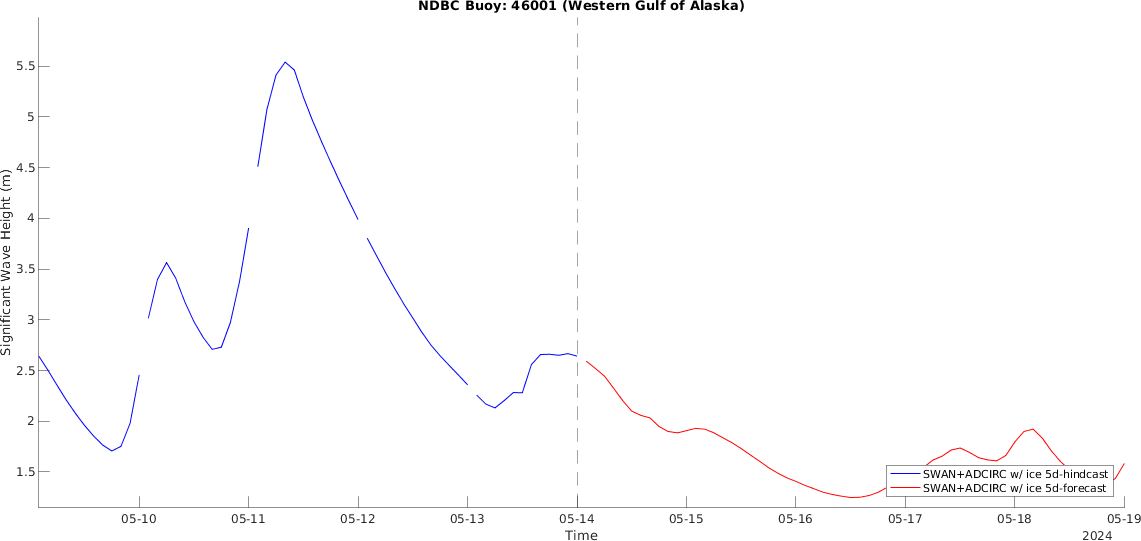 NDBC Buoy: 46001 (Western Gulf of Alaska)
Significant Wave Height (m)
5.5
5
4.5
4
3.5
3
2.5
2
1.5
SWAN+ADCIRC w/ ice 5d-hindcast
SWAN+ADCIRC w/ ice 5d-forecast
05-10 05-11 05-12 05-13 05-14 05-15 05-16 05-17 05-18 05-19
Time
2024